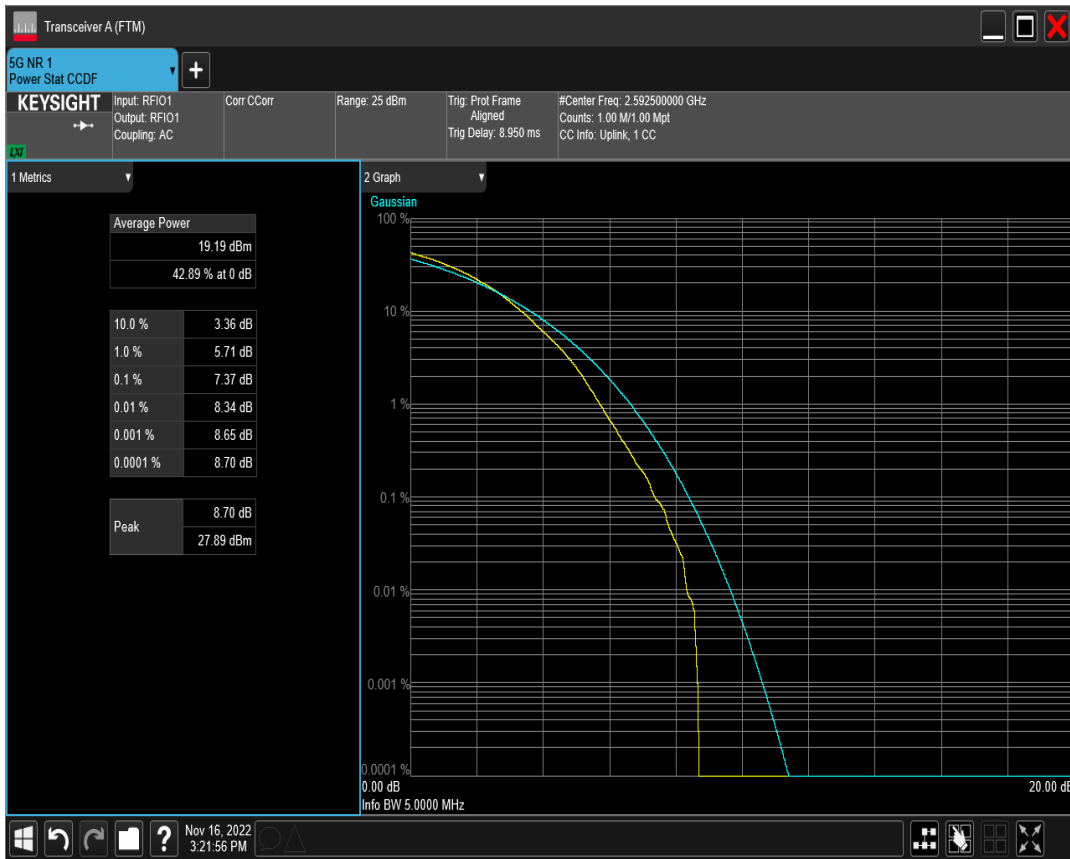 Transceiver A (FTM)
5G NR 1
Power Stat CCDF
+
KEYSIGHT
LXI
Input: RFIO1
Output: RFIO1
Coupling: AC
Corr CCorr
Range: 25 dBm
Trig: Prot Frame
Aligned
Trig Delay: 8.950 ms
#Center Freq: 2.592500000 GHz
Counts: 1.00 M/1.00 Mpt
CC Info: Uplink, 1 CC
1 Metrics
Average Power
19.19 dBm
42.89 % at 0 dB
10.0 % 3.36 dB
1.0 % 5.71 dB
0.1 % 7.37 dB
0.01 % 8.34 dB
0.001 % 8.65 dB
0.0001 % 8.70 dB
Peak
8.70 dB
27.89 dBm
2 Graph
Gaussian
100 %
10 %
1 %
0.1 %
0.01 %
0.001 %
0.0001 %
0.00 dB 20.00 dB
Info BW 5.0000 MHz
?
Nov 16, 2022
3:21:56 PM